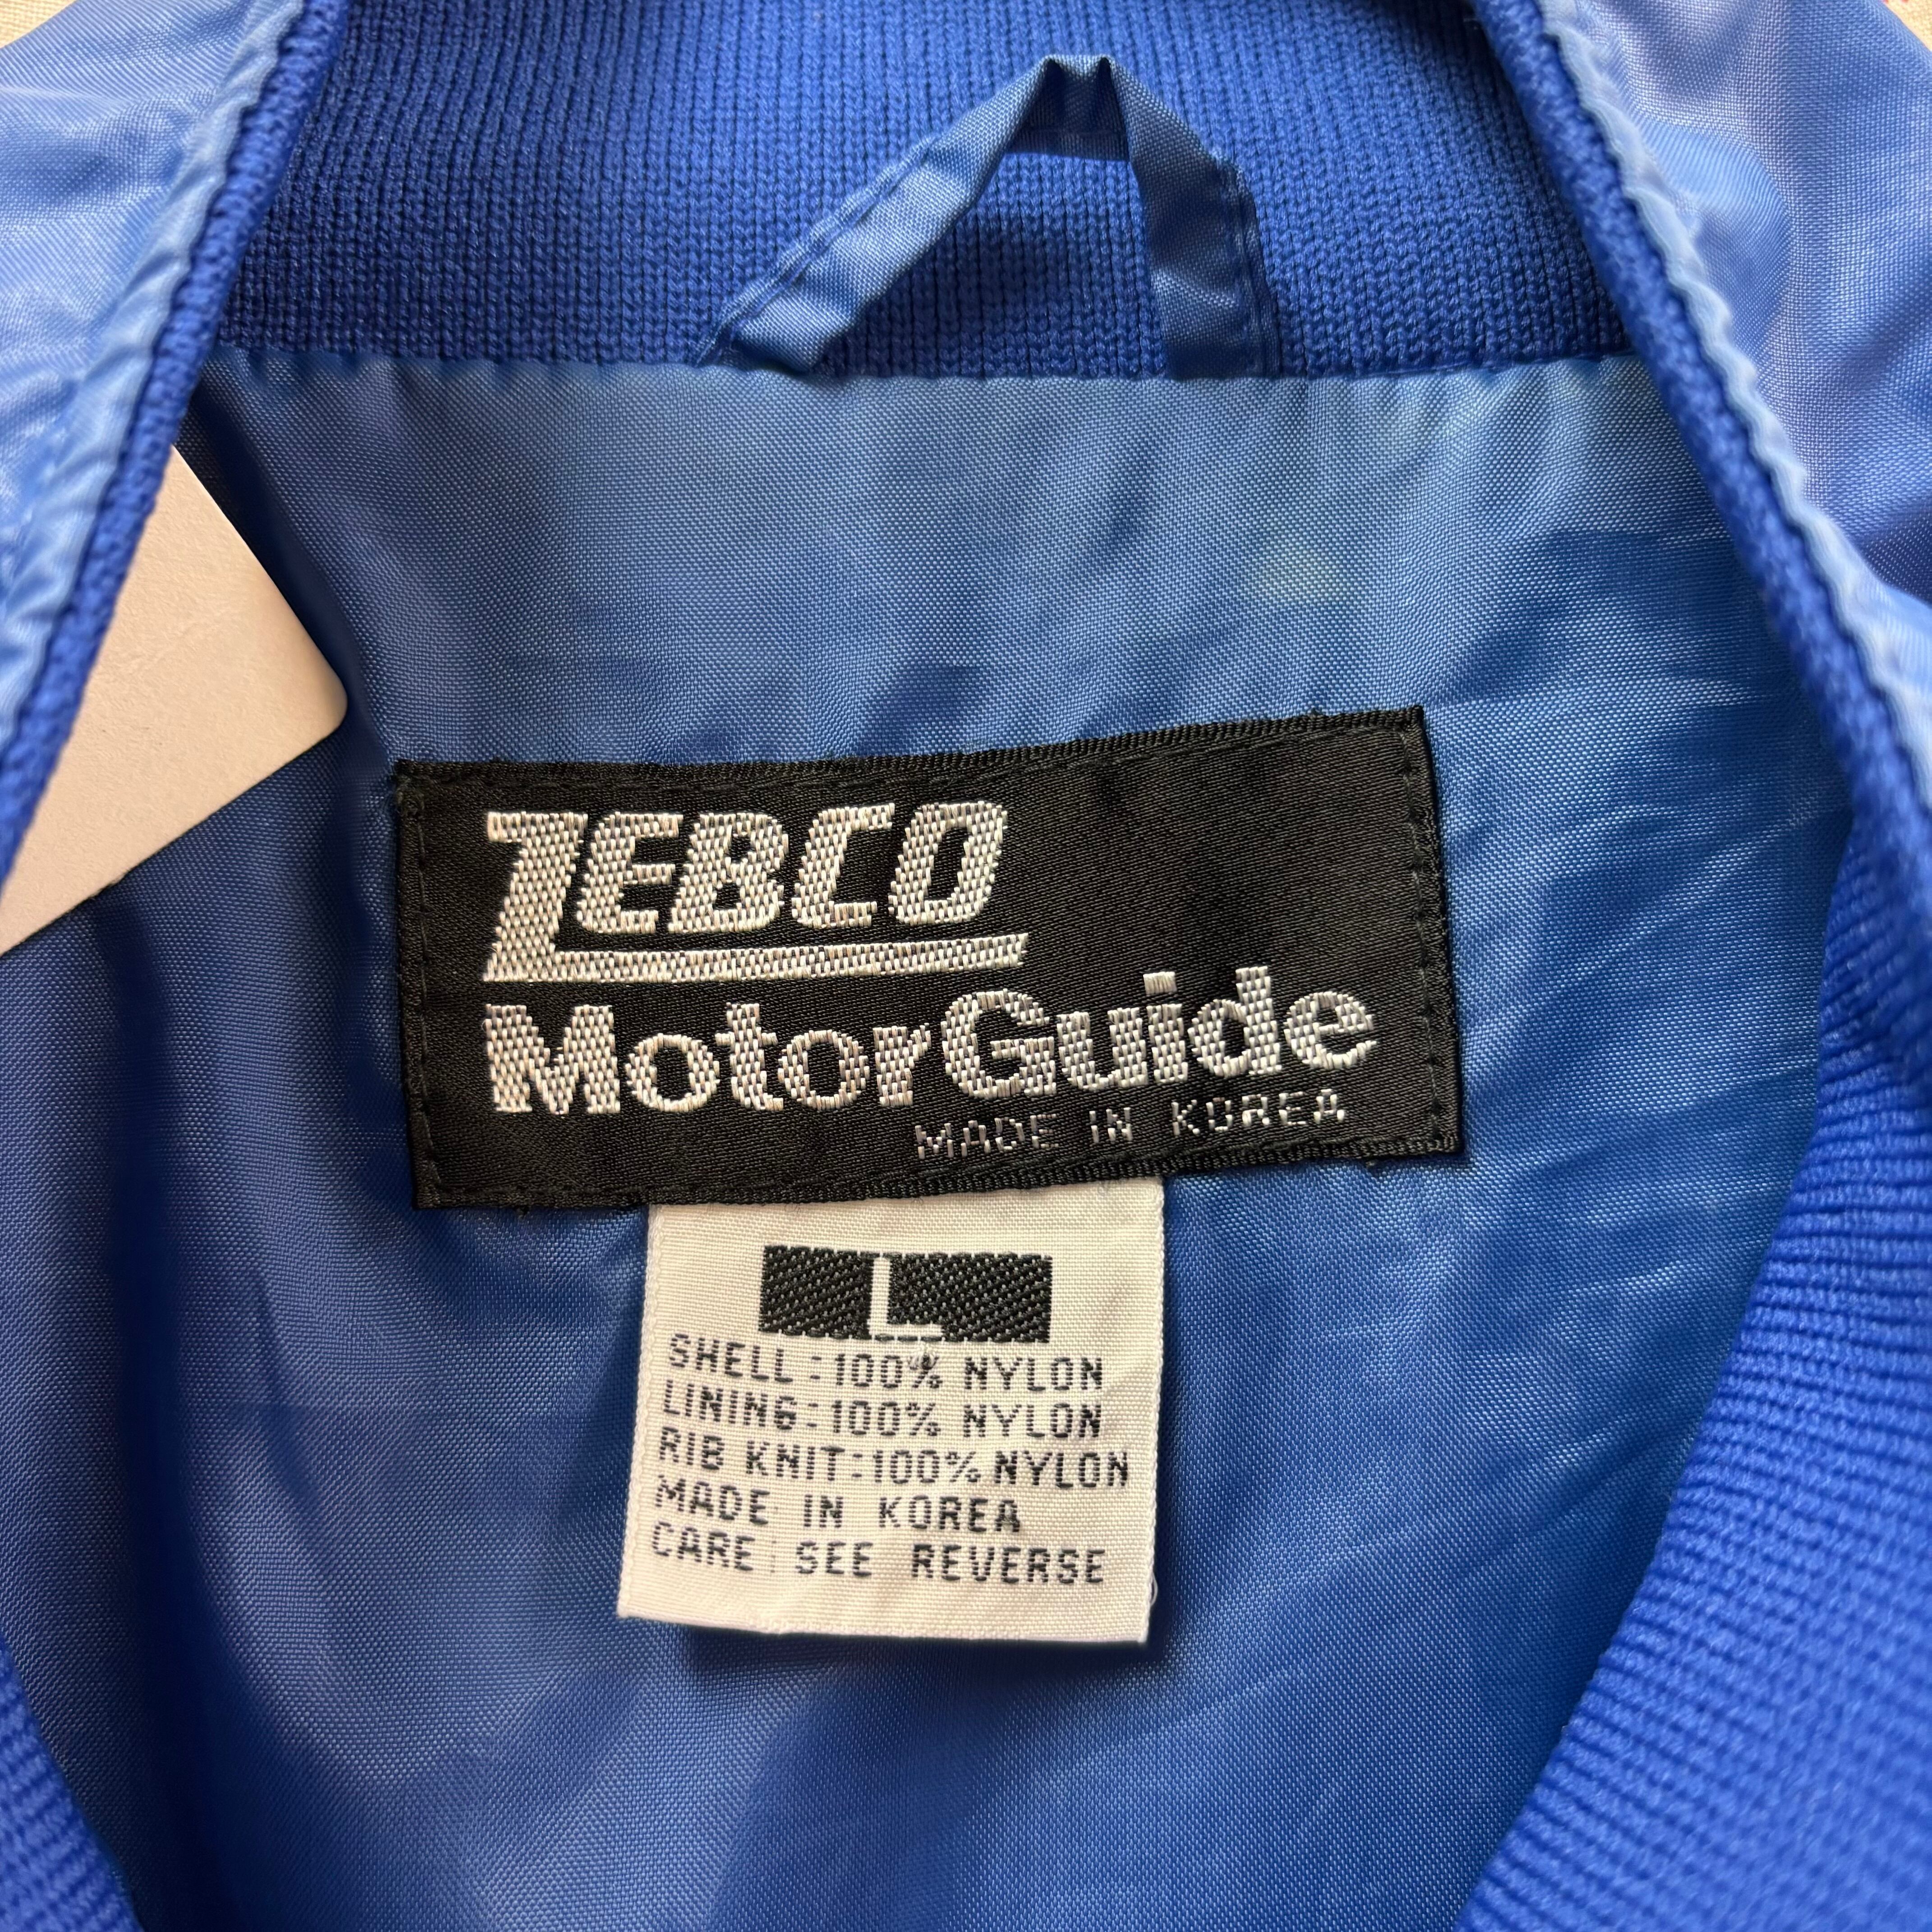 ZEBCO
MotorGuide
MADE IN KOREA
L
SHELL:100% NYLON
LINING:100% NYLON
RIB KNIT:100% NYLON
MADE IN KOREA
CARE: SEE REVERSE